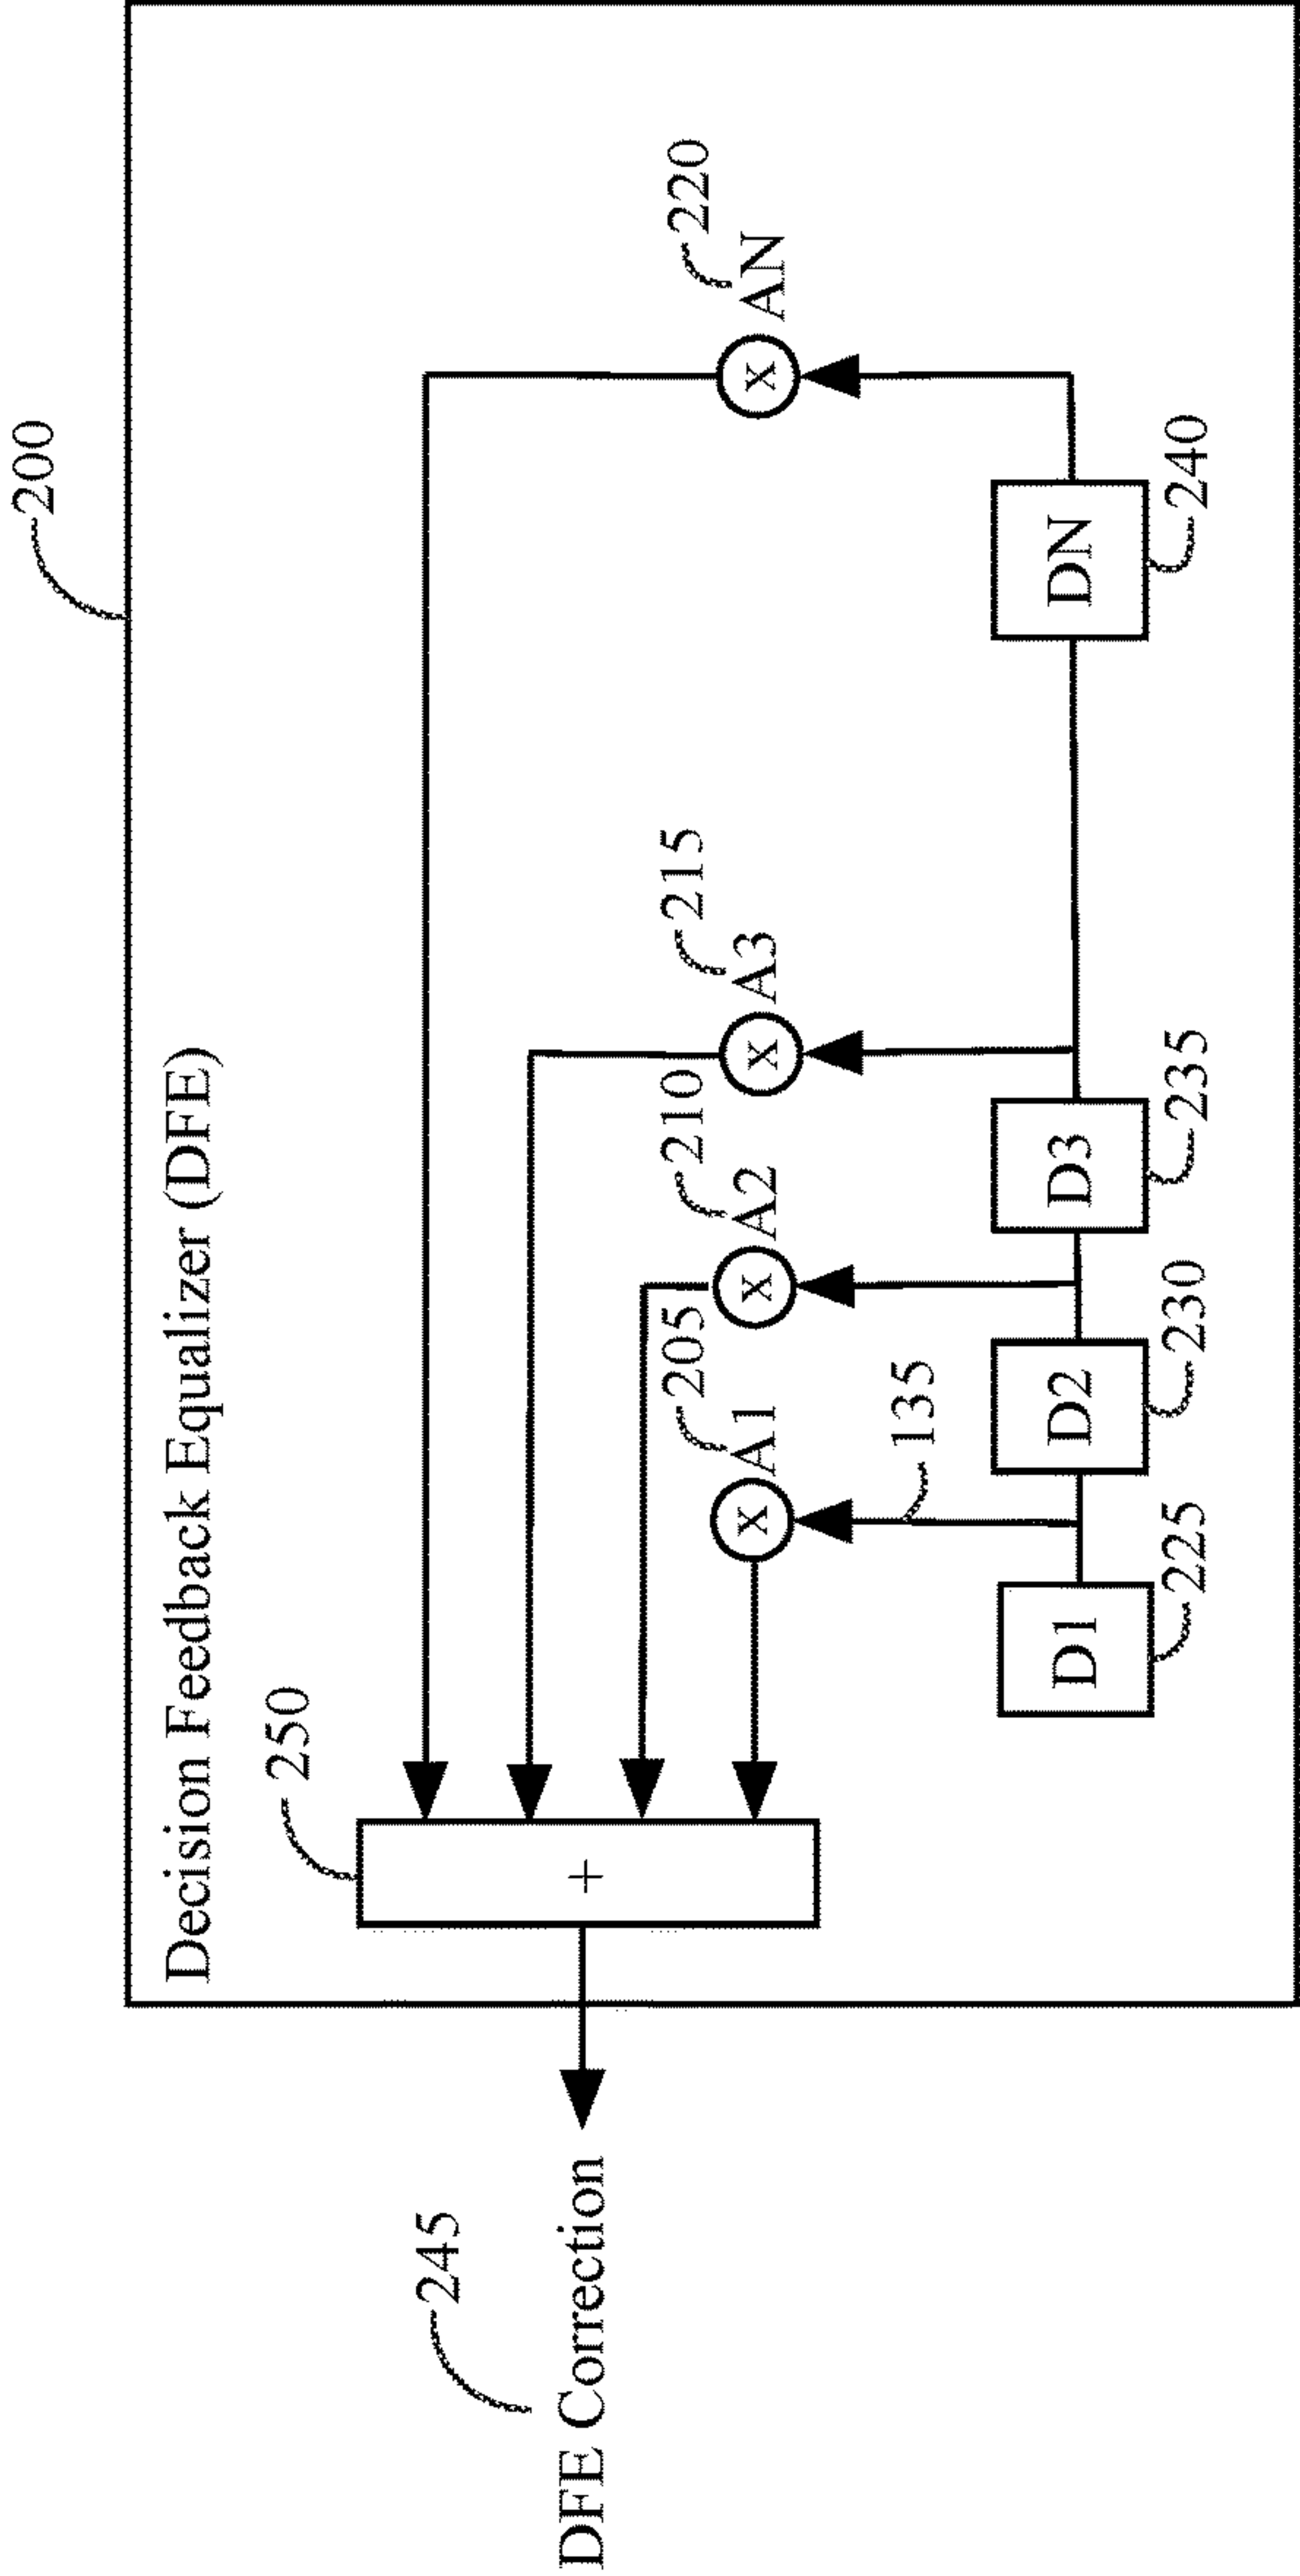 200
Decision Feedback Equalizer (DFE)
250
245
DFE Correction
+
205
210
215
220
A1
A2
A3
AN
x
x
x
x
135
D1
D2
D3
DN
225
230
235
240